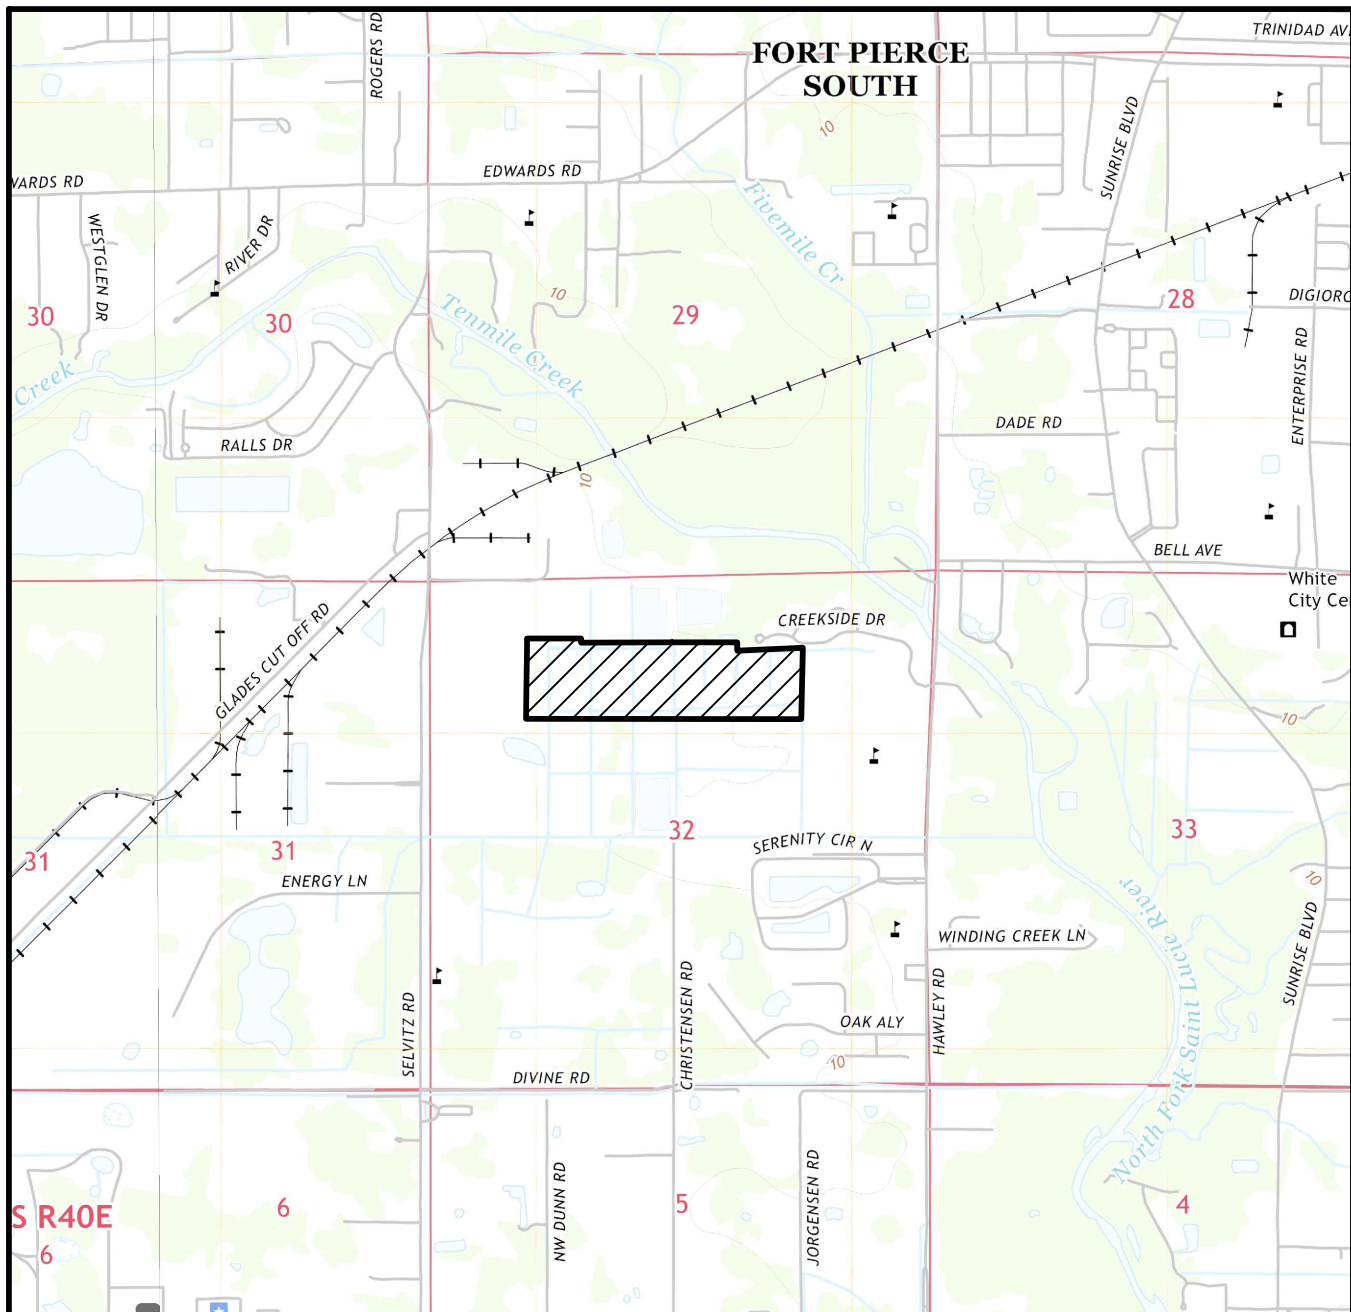 TRINIDAD AV
ROGERS RD
FORT PIERCE
SOUTH
10
SUNRISE BLVD
EDWARDS RD
WARDS RD
Fivemile Cr
WESTGLEN DR
RIVER DR
10
Tenmile Creek
30
30
29
28
DIGIORG
ENTERPRISE RD
Creek
DADE RD
RALLS DR
10
BELL AVE
White
City Ce
CREEKSIDE DR
GLADES CUT OFF RD
10
32
33
31
31
SERENITY CIR N
ENERGY LN
10
North Fork Saint Lucie River
WINDING CREEK LN
SUNRISE BLVD
SELVITZ RD
CHRISTENSEN RD
HAWLEY RD
OAK ALY
10
DIVINE RD
NW DUNN RD
JORGENSEN RD
S R40E
6
6
5
4